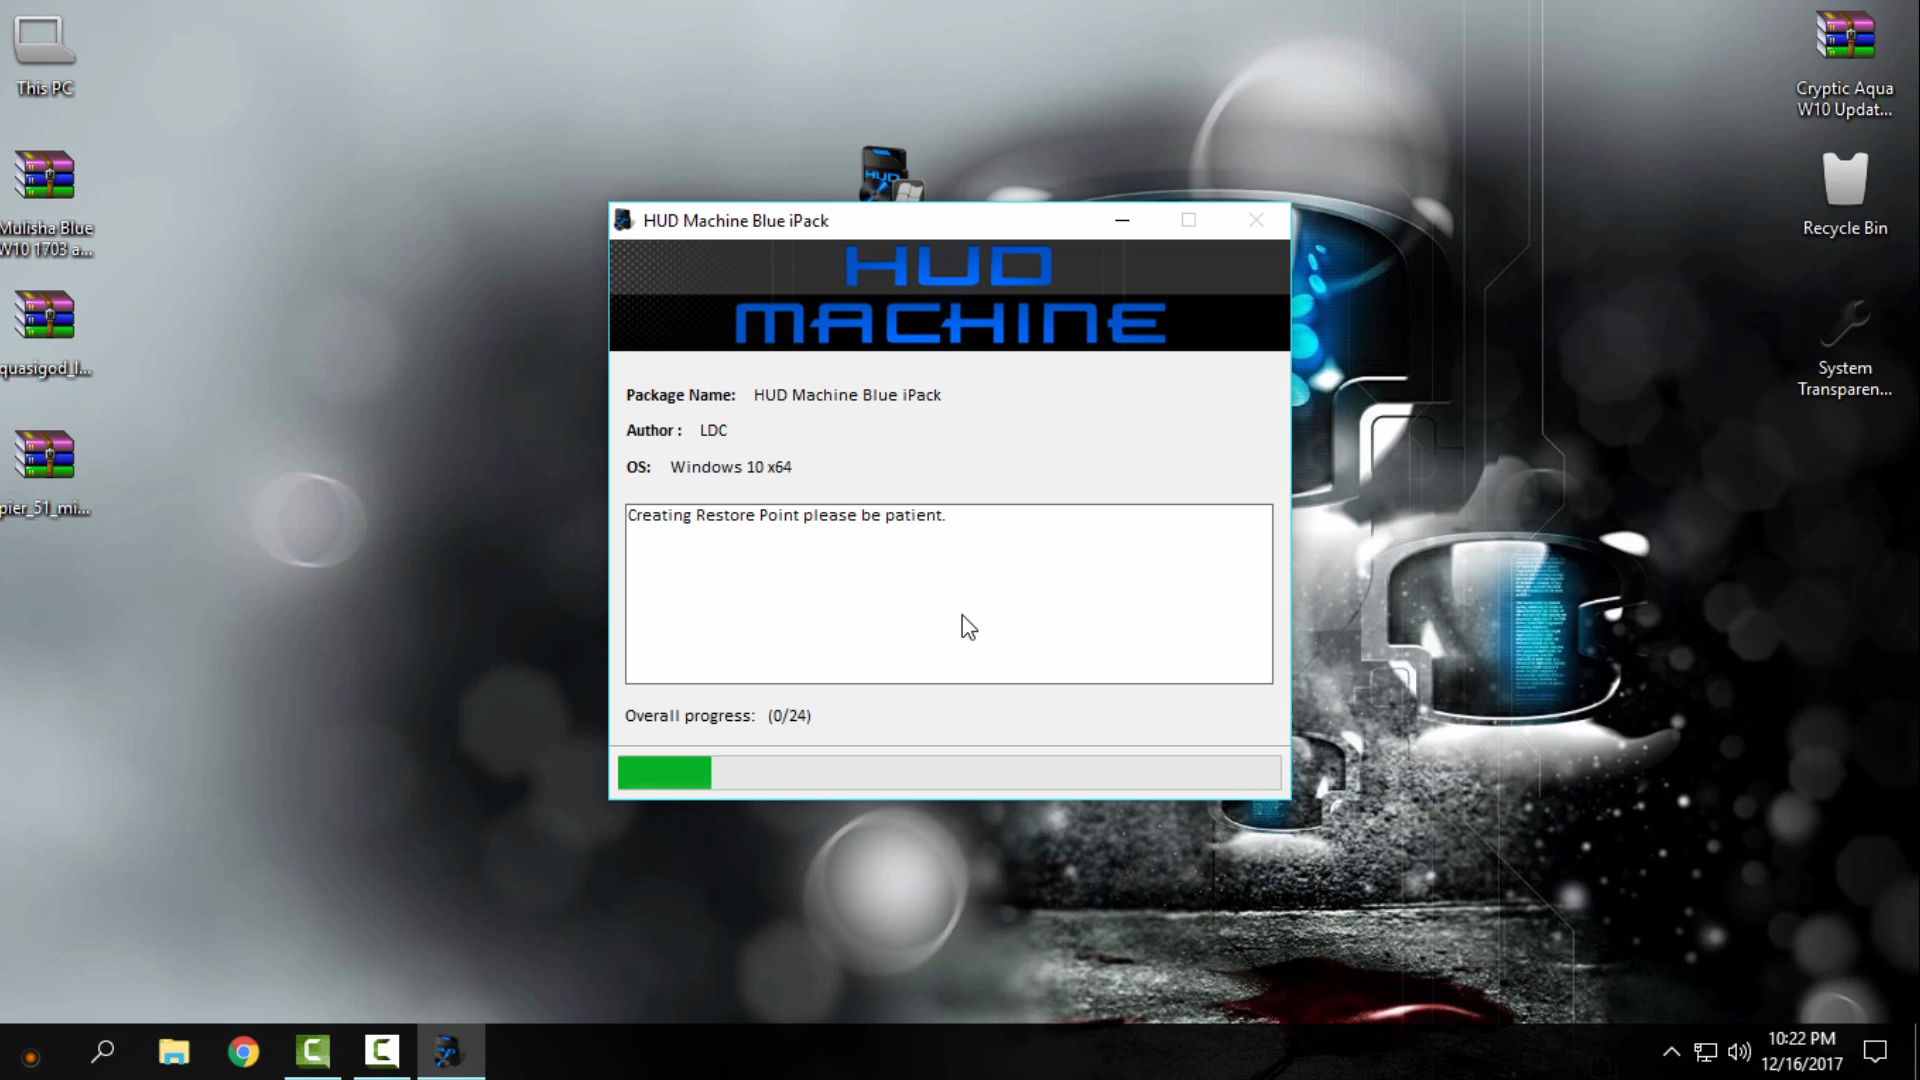 This PC
Mulisha Blue
W10 1703 a...
quasigod_l...
pier_51_mi...
HUD
HUD Machine Blue iPack
HUD
MACHINE
Package Name: HUD Machine Blue iPack
Author : LDC
OS: Windows 10 x64
Creating Restore Point please be patient.
Overall progress: (0/24)
Cryptic Aqua
W10 Updat...
Recycle Bin
System
Transparen...
10:22 PM
12/16/2017